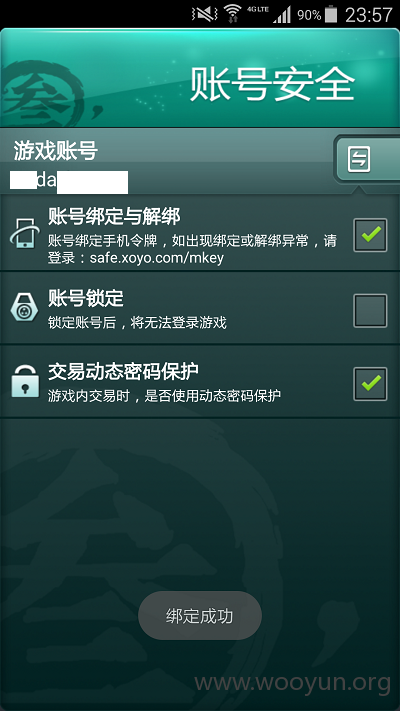 4G LTE 90% 23:57
叁,
账号安全
游戏账号
da
账号绑定与解绑
账号绑定手机令牌，如出现绑定或解绑异常，请
登录：safe.xoyo.com/mkey
账号锁定
锁定账号后，将无法登录游戏
交易动态密码保护
游戏内交易时，是否使用动态密码保护
绑定成功
www.wooyun.org